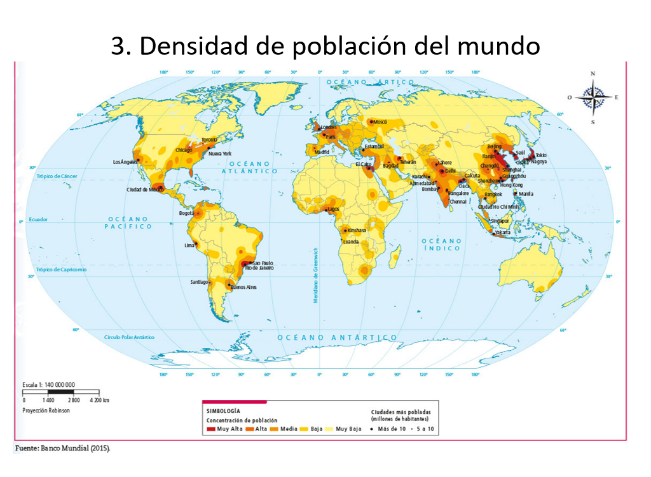 3. Densidad de población del mundo
OCÉANO ÁRTICO
N
O E
S
Moscú
Londres
París
Madrid
Estambul
Toronto
Chicago
Nueva York
Los Ángeles
OCÉANO
ATLÁNTICO
El Cairo
Bagdad
Teherán
Lahore
Delhi
Karachi
Ahmadabad
Bombay
Bangalore
Chennai
Calcuta
Beijing
Seúl
Tokio
Nagoya
Shanghai
Guangzhou
Hong Kong
Bangkok
Manila
Ciudad Ho Chi Minh
Singapur
Yakarta
Trópico de Cáncer
Ciudad de México
Bogotá
Ecuador
OCÉANO
PACÍFICO
Lima
Lagos
Kinshasa
Luanda
OCÉANO
ÍNDICO
Sao Paulo
Río de Janeiro
Trópico de Capricornio
Santiago
Buenos Aires
Meridiano de Greenwich
Círculo Polar Antártico
OCÉANO ANTÁRTICO
Escala 1: 140 000 000
0 1 400 2 800 4 200 km
Proyección Robinson
SIMBOLOGÍA
Concentración de población
Muy Alta Alta Media Baja Muy Baja
Ciudades más pobladas
(millones de habitantes)
Más de 10 5 a 10
Fuente: Banco Mundial (2015).